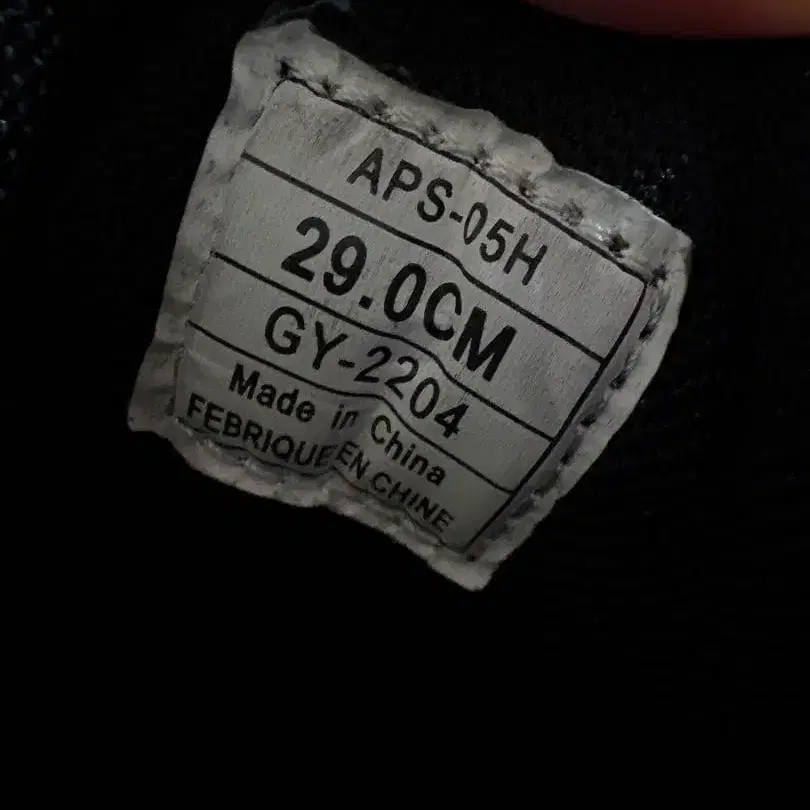 APS-05H
29.0CM
GY-2204
Made in China
FEBRIQUE EN CHINE